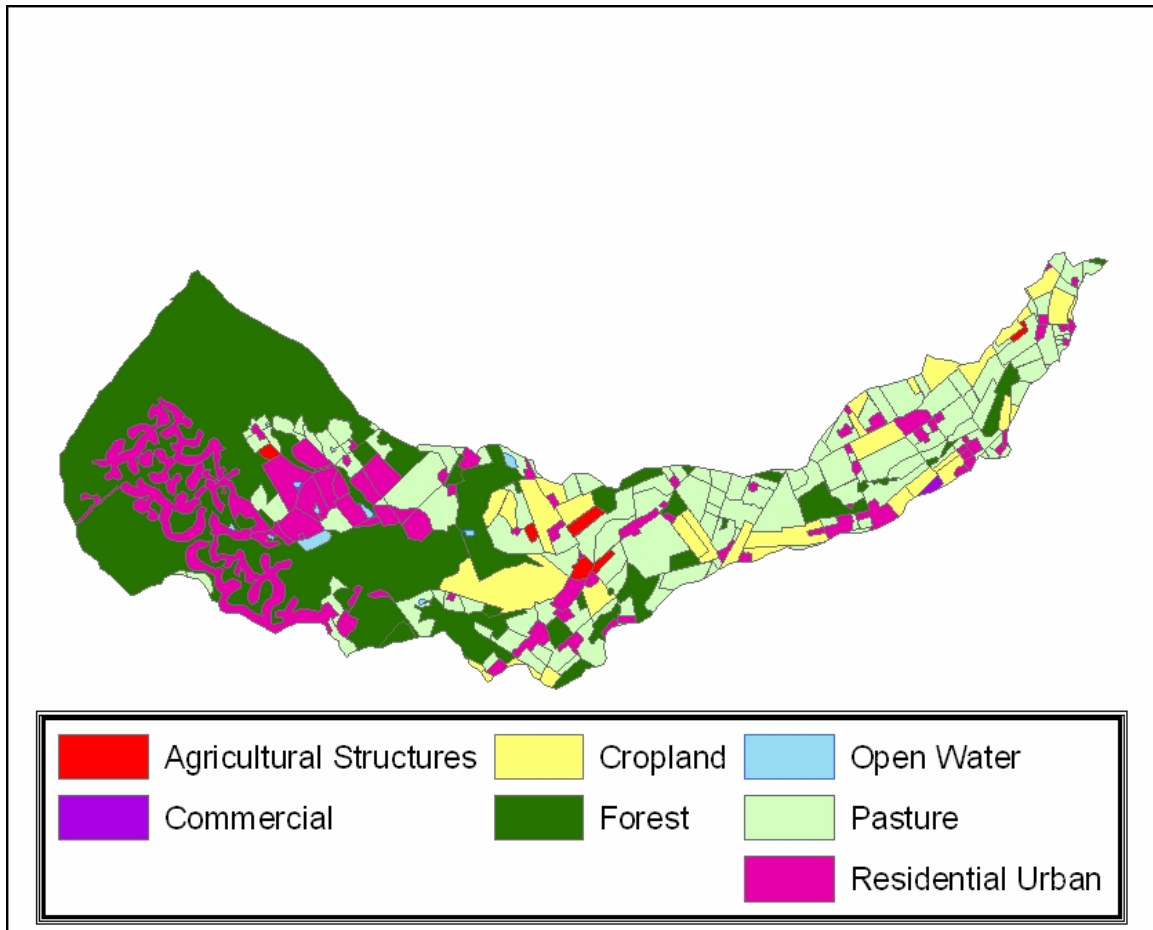 Agricultural Structures
Cropland
Open Water
Commercial
Forest
Pasture
Residential Urban